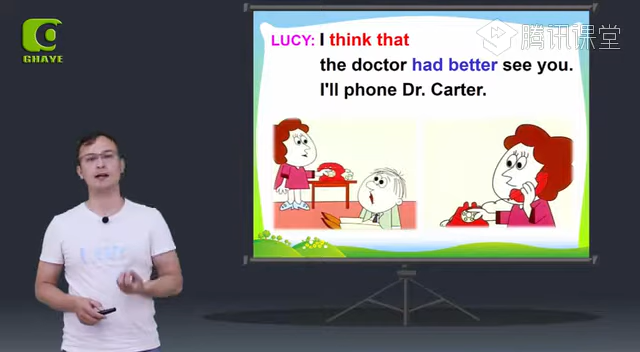 GHAYE
LUCY: I think that
the doctor had better see you.
I'll phone Dr. Carter.
腾讯课堂